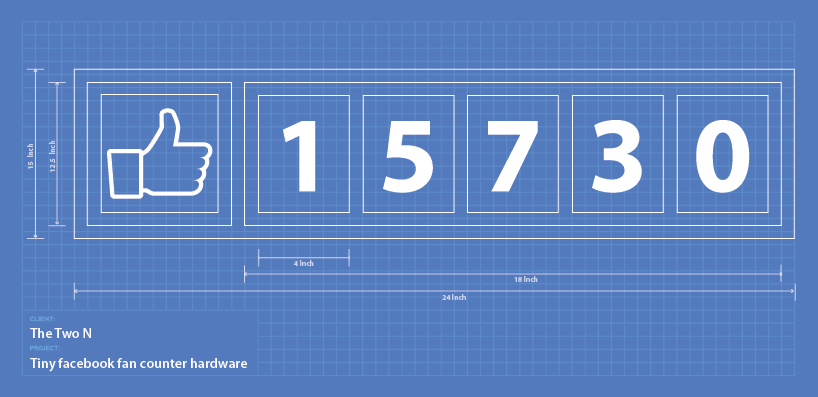 15 Inch
12.5 Inch
1 5 7 3 0
4 Inch
18 Inch
24 Inch
CLIENT:
The Two N
PROJECT:
Tiny facebook fan counter hardware